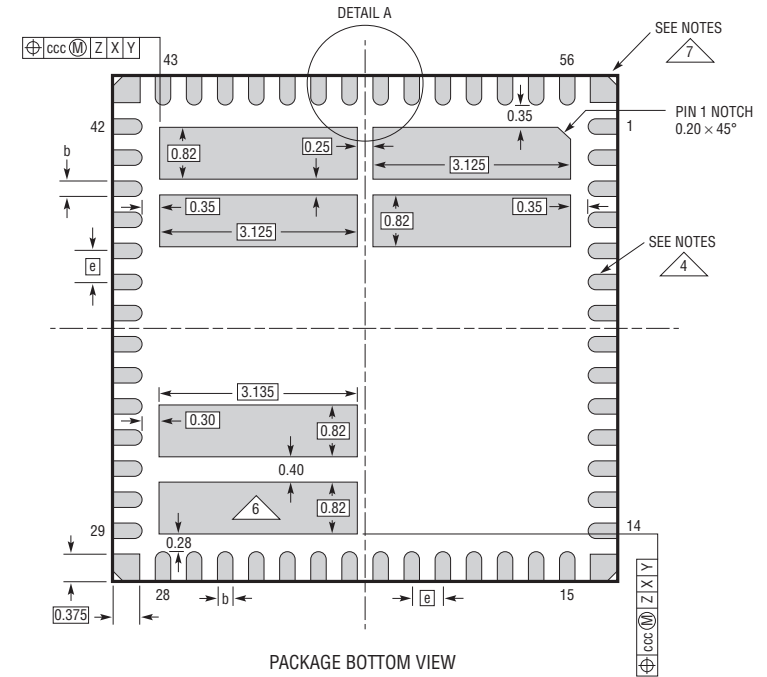 DETAIL A
SEE NOTES
7
⌖ ccc Ⓜ Z X Y
43
56
PIN 1 NOTCH
0.20 × 45°
42
1
0.35
0.82
0.25
3.125
b
0.35
0.82
0.35
3.125
SEE NOTES
4
e
3.135
0.30
0.82
0.40
6
0.82
29
14
0.28
0.375
28
b
e
15
⌖ ccc Ⓜ Z X Y
PACKAGE BOTTOM VIEW